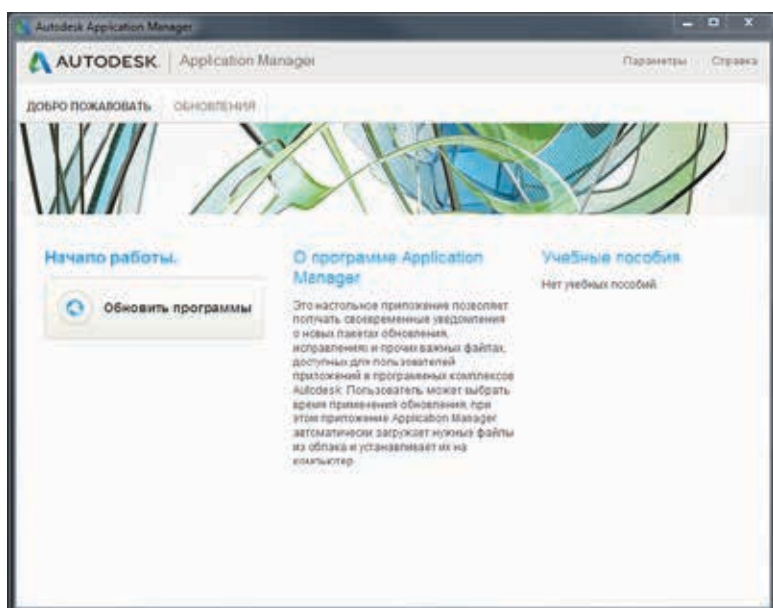 Autodesk Application Manager
AUTODESK. Application Manager
Параметры Справка
ДОБРО ПОЖАЛОВАТЬ ОБНОВЛЕНИЯ
Начало работы.
Обновить программы
О программе Application
Manager
Это настольное приложение позволяет
получать своевременные уведомления
о новых пакетах обновления,
исправлениях и прочих важных файлах,
доступных для пользователей
приложений в программных комплексов
Autodesk. Пользователь может выбрать
время применения обновления, при
этом приложение Application Manager
автоматически загружает нужные файлы
из облака и устанавливает их на
компьютер.
Учебные пособия
Нет учебных пособий.